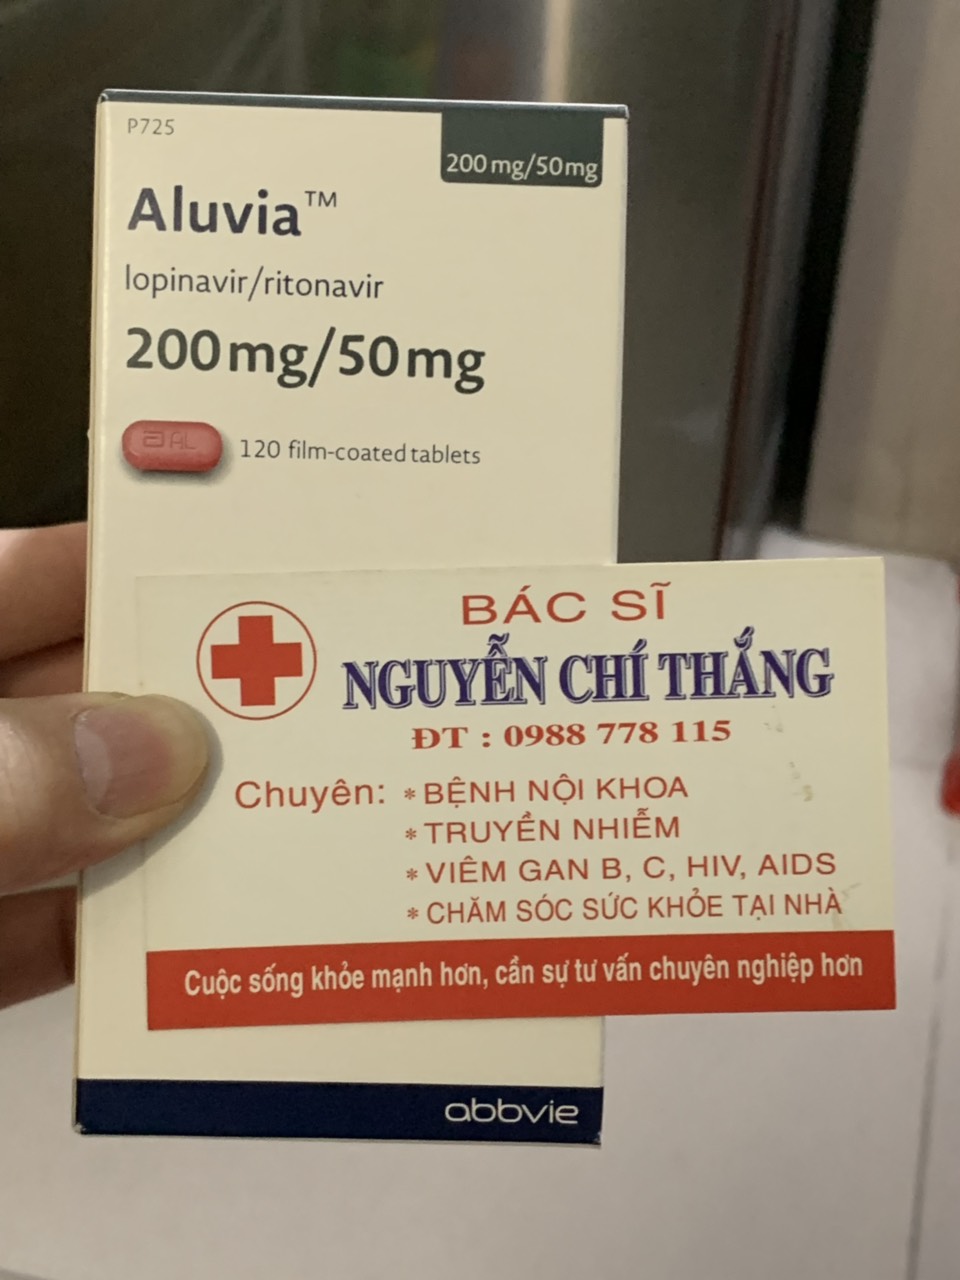 P725
200 mg/50 mg
Aluvia™
lopinavir/ritonavir
200 mg/50 mg
a AL
120 film-coated tablets
BÁC SĨ
NGUYỄN CHÍ THẮNG
ĐT : 0988 778 115
Chuyên: * BỆNH NỘI KHOA
* TRUYỀN NHIỄM
* VIÊM GAN B, C, HIV, AIDS
* CHĂM SÓC SỨC KHỎE TẠI NHÀ
Cuộc sống khỏe mạnh hơn, cần sự tư vấn chuyên nghiệp hơn
abbvie